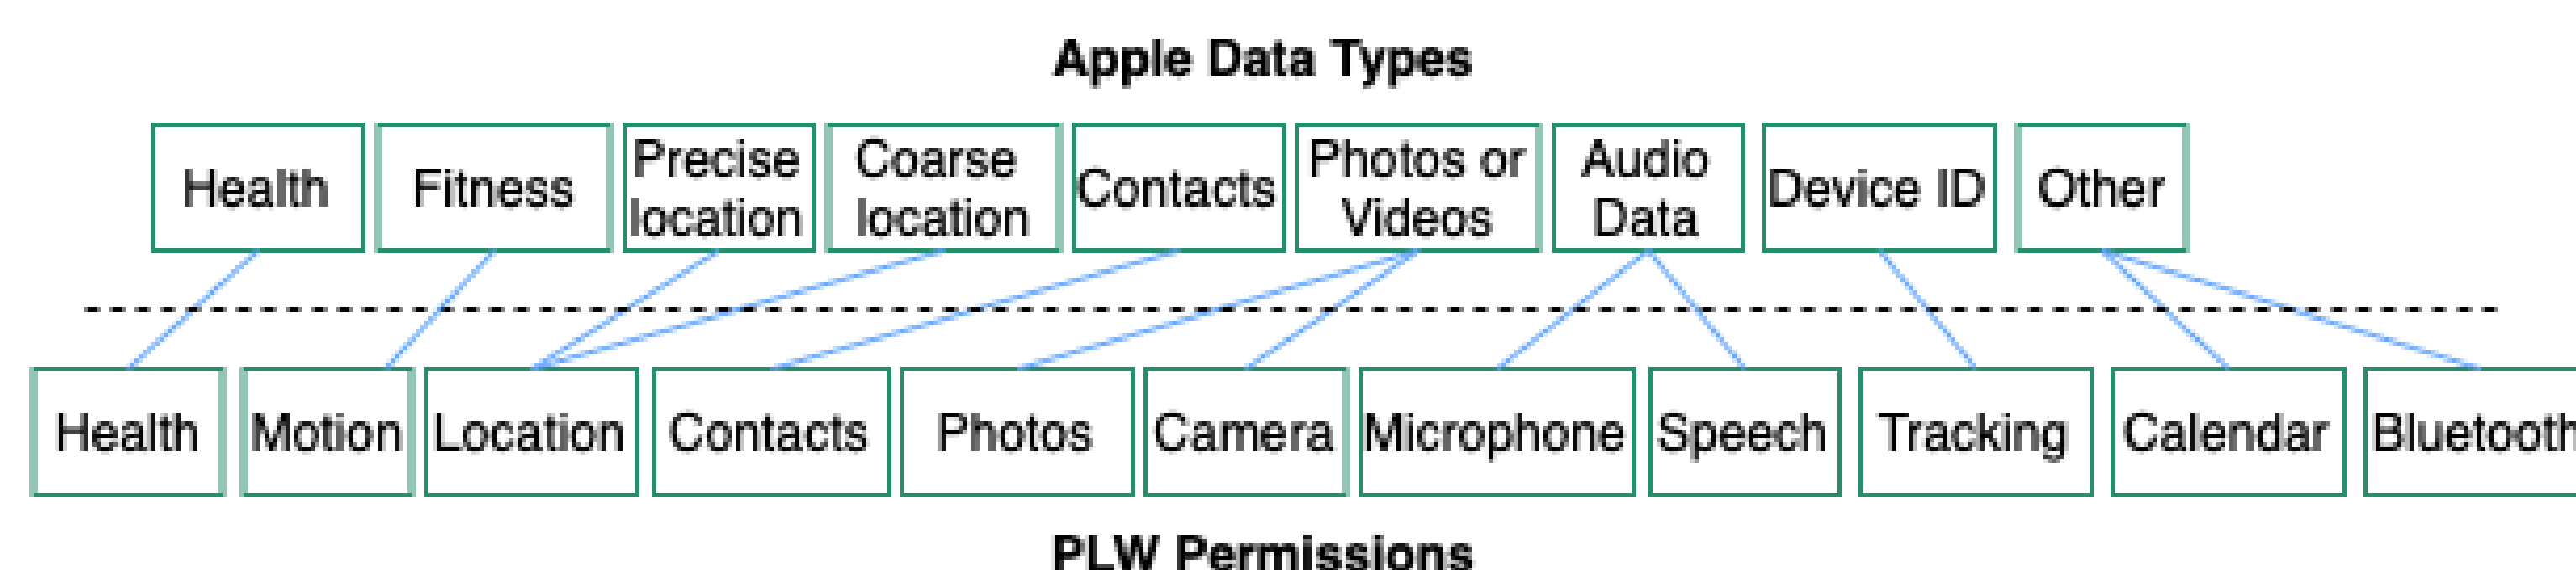 Apple Data Types
Health
Fitness
Precise
location
Coarse
location
Contacts
Photos or
Videos
Audio
Data
Device ID
Other
Health
Motion
Location
Contacts
Photos
Camera
Microphone
Speech
Tracking
Calendar
Bluetooth
PLW Permissions